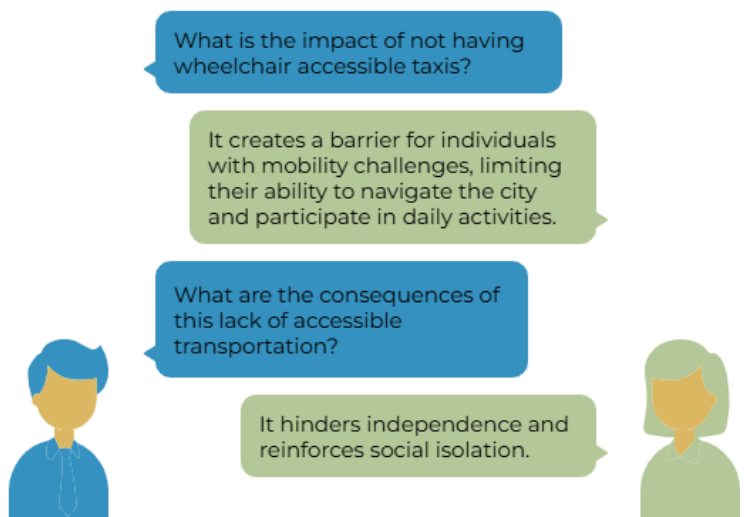 What is the impact of not having
wheelchair accessible taxis?
It creates a barrier for individuals
with mobility challenges, limiting
their ability to navigate the city
and participate in daily activities.
What are the consequences of
this lack of accessible
transportation?
It hinders independence and
reinforces social isolation.